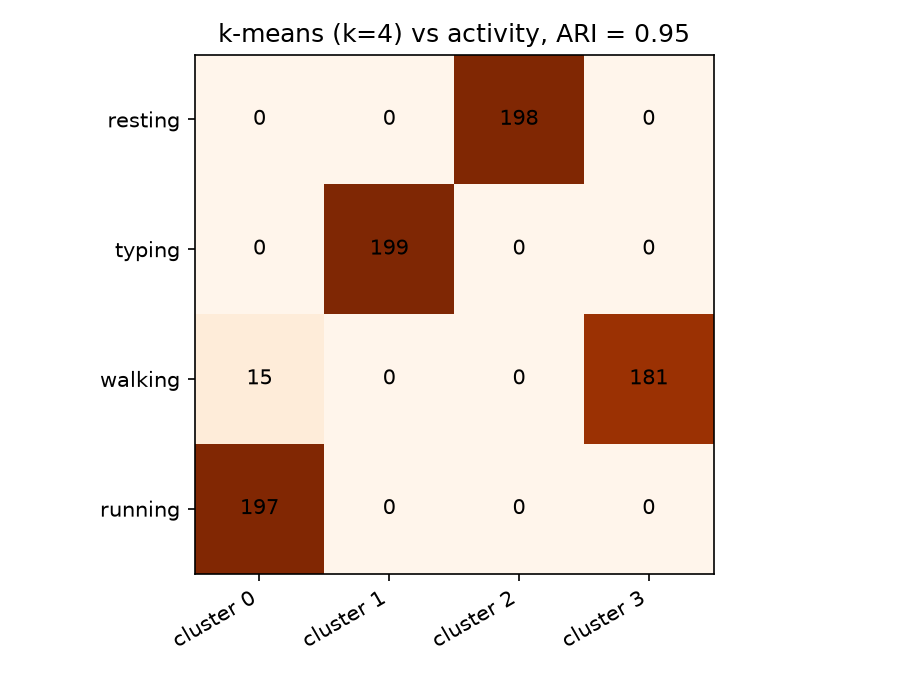 k-means (k=4) vs activity, ARI = 0.95
resting 0 0 198 0
typing 0 199 0 0
walking 15 0 0 181
running 197 0 0 0
cluster 0 cluster 1 cluster 2 cluster 3